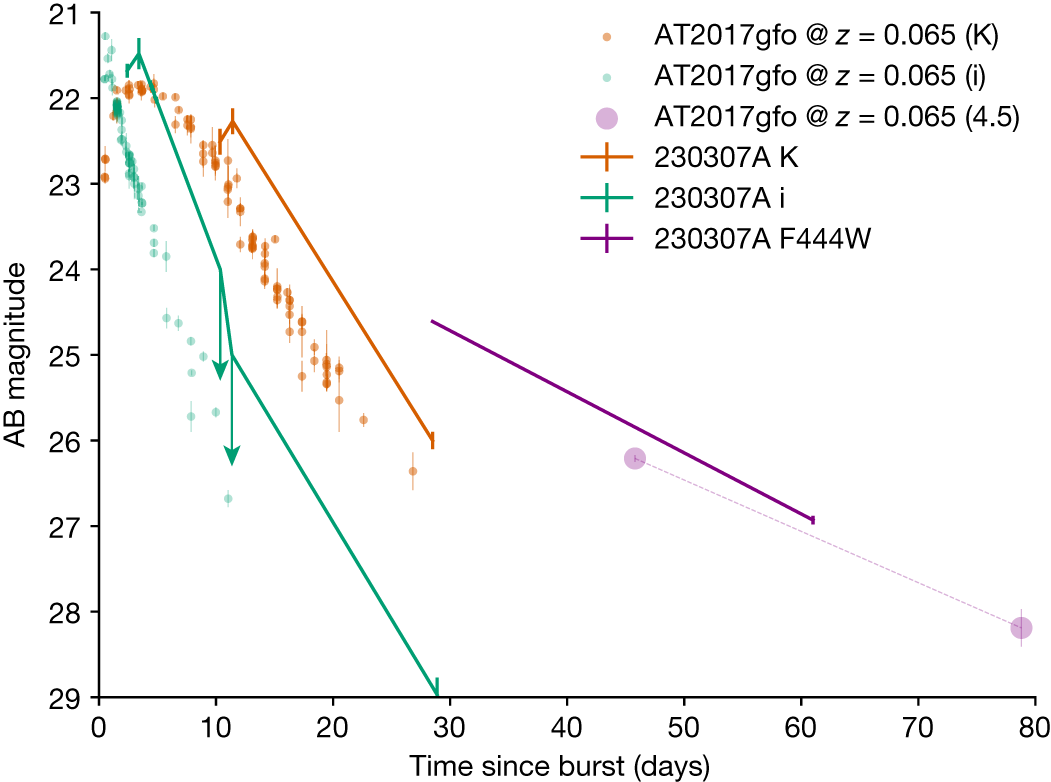 AT2017gfo @ z = 0.065 (K)
AT2017gfo @ z = 0.065 (i)
AT2017gfo @ z = 0.065 (4.5)
230307A K
230307A i
230307A F444W
AB magnitude
21
22
23
24
25
26
27
28
29
0 10 20 30 40 50 60 70 80
Time since burst (days)